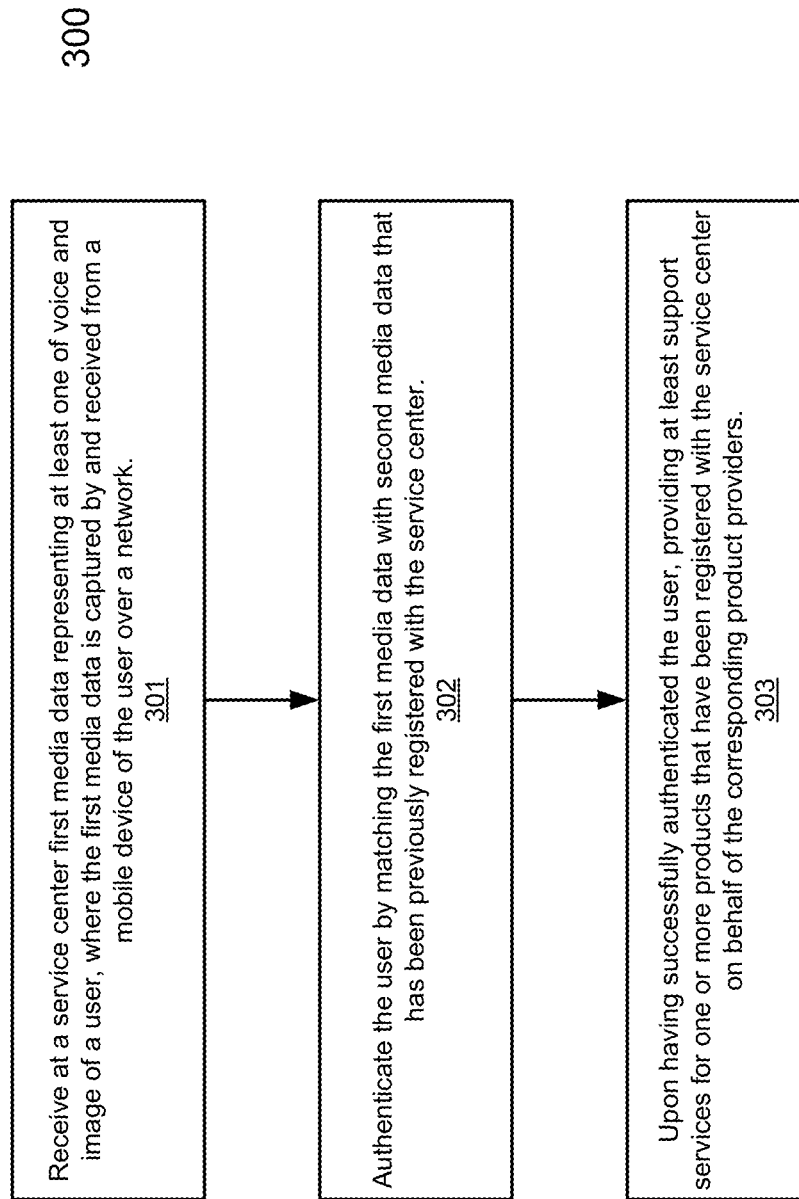 300
Receive at a service center first media data representing at least one of voice and
image of a user, where the first media data is captured by and received from a
mobile device of the user over a network.
301
Authenticate the user by matching the first media data with second media data that
has been previously registered with the service center.
302
Upon having successfully authenticated the user, providing at least support
services for one or more products that have been registered with the service center
on behalf of the corresponding product providers.
303